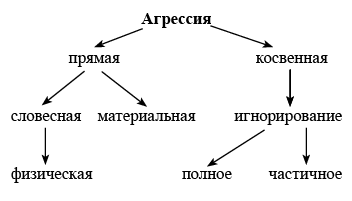 Агрессия
прямая косвенная
словесная материальная игнорирование
физическая полное частичное